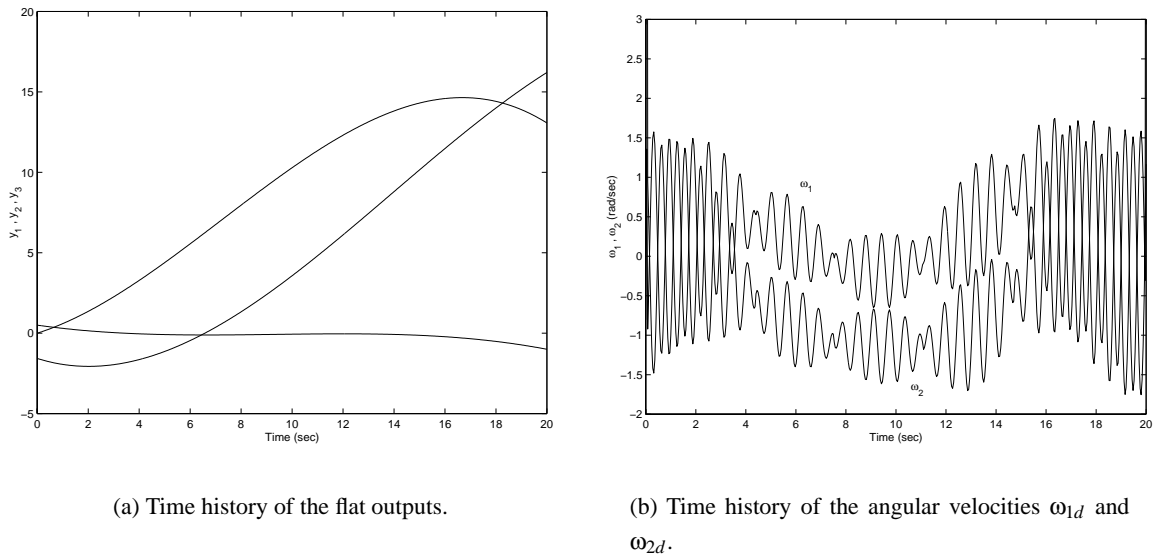 20
15
10
5
0
−5
y1 , y2 , y3
0 2 4 6 8 10 12 14 16 18 20
Time (sec)
3
2.5
2
1.5
1
0.5
0
−0.5
−1
−1.5
−2
ω1 , ω2 (rad/sec)
ω1
ω2
0 2 4 6 8 10 12 14 16 18 20
Time (sec)
(a) Time history of the flat outputs.
(b) Time history of the angular velocities ω1d and
ω2d.